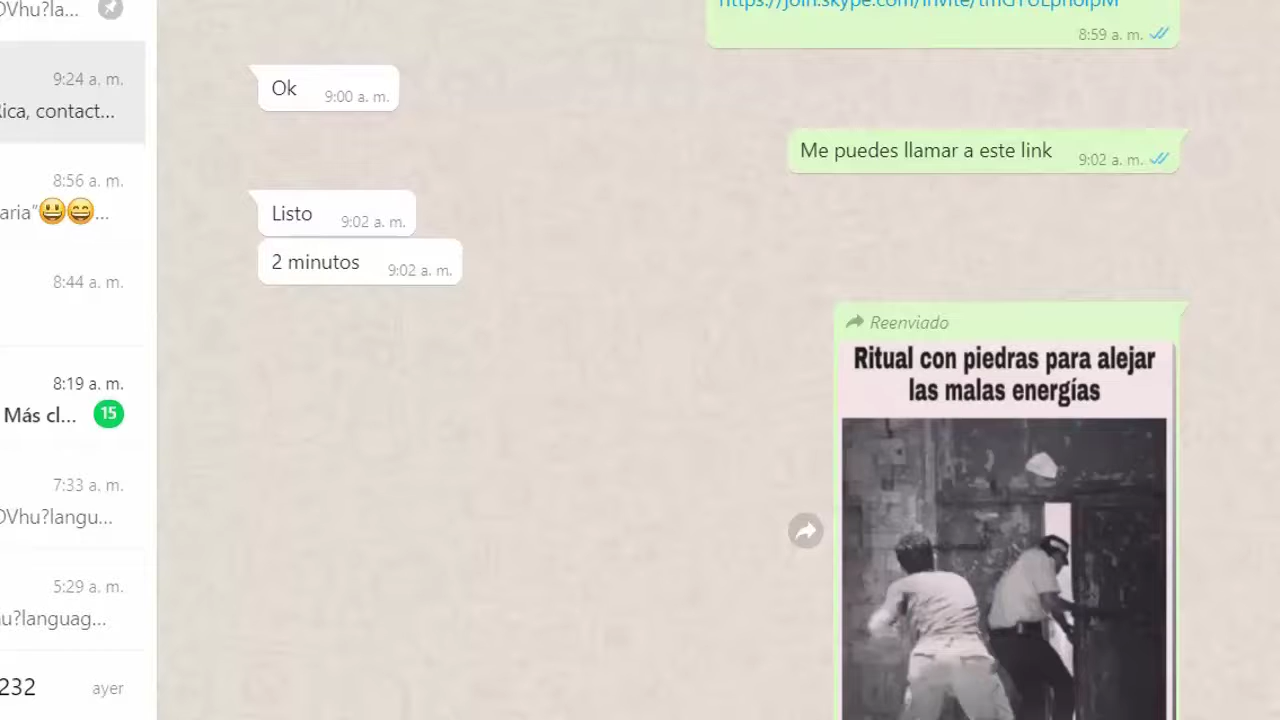 Vhu?la...
9:24 a. m.
ica, contact...
8:56 a. m.
aria"😃😄...
8:44 a. m.
8:19 a. m.
Más cl...
15
7:33 a. m.
Vhu?langu...
5:29 a. m.
u?languag...
232
ayer
8:59 a. m.
Ok
9:00 a. m.
Me puedes llamar a este link
9:02 a. m.
Listo
9:02 a. m.
2 minutos
9:02 a. m.
Reenviado
Ritual con piedras para alejar
las malas energías